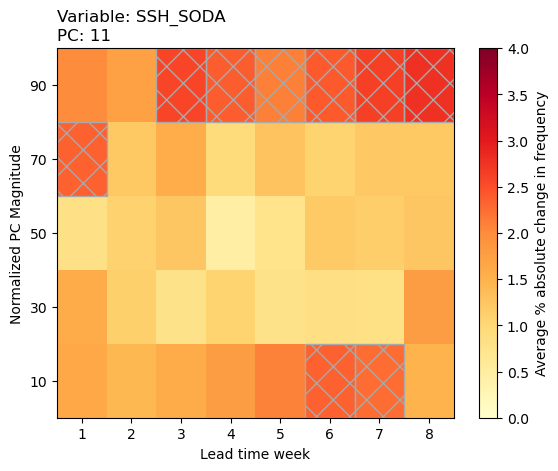 Variable: SSH_SODA
PC: 11
90
70
50
30
10
Normalized PC Magnitude
1 2 3 4 5 6 7 8
Lead time week
4.0
3.5
3.0
2.5
2.0
1.5
1.0
0.5
0.0
Average % absolute change in frequency